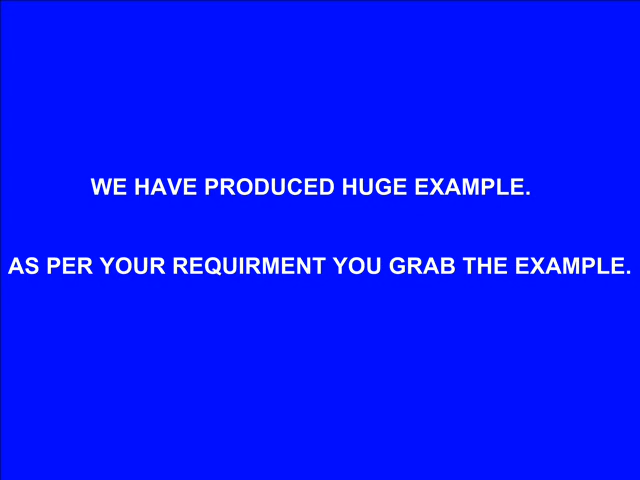 WE HAVE PRODUCED HUGE EXAMPLE.
AS PER YOUR REQUIRMENT YOU GRAB THE EXAMPLE.